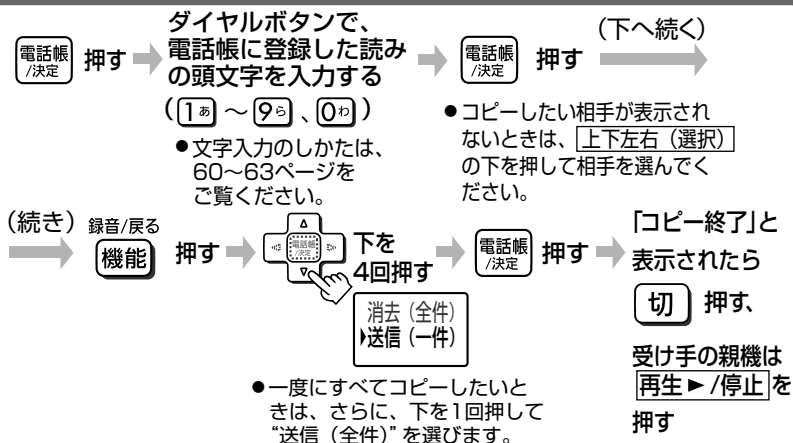 電話帳
/決定
押す
ダイヤルボタンで、
電話帳に登録した読み
の頭文字を入力する
（1あ～9ら、0わ）
●文字入力のしかたは、
60～63ページを
ご覧ください。
電話帳
/決定
押す
（下へ続く）
●コピーしたい相手が表示され
ないときは、上下左右（選択）
の下を押して相手を選んでく
ださい。
（続き）
録音/戻る
機能
押す
電話帳
/決定
下を
4回押す
消去（全件）
送信（一件）
●一度にすべてコピーしたいと
きは、さらに、下を1回押して
“送信（全件）”を選びます。
電話帳
/決定
押す
「コピー終了」と
表示されたら
切 押す、
受け手の親機は
再生►/停止を
押す